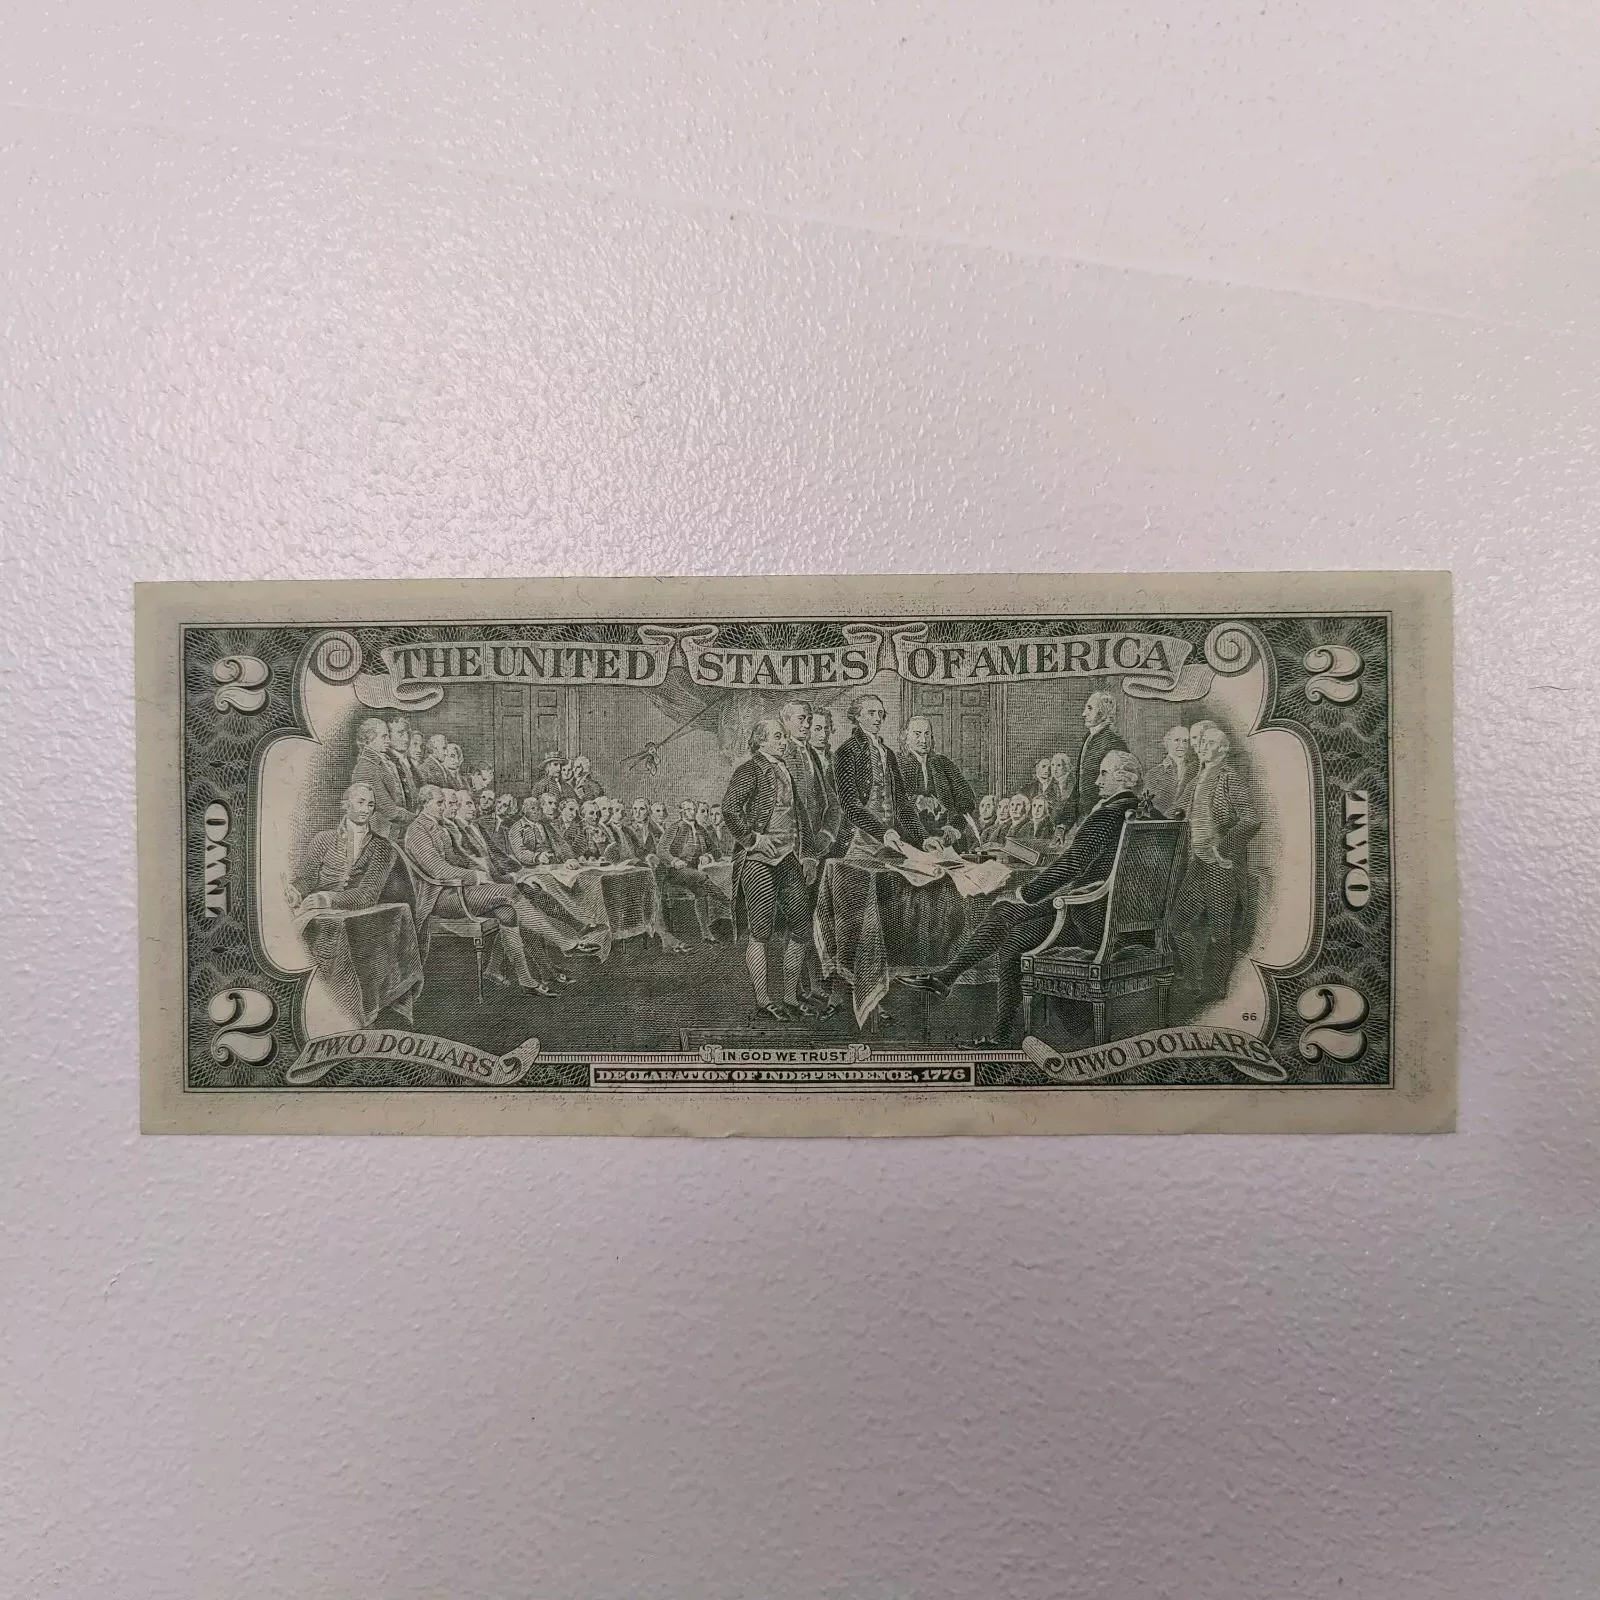 THE UNITED STATES OF AMERICA
2 2
TWO TWO
66
2 2
TWO DOLLARS IN GOD WE TRUST TWO DOLLARS
DECLARATION OF INDEPENDENCE, 1776